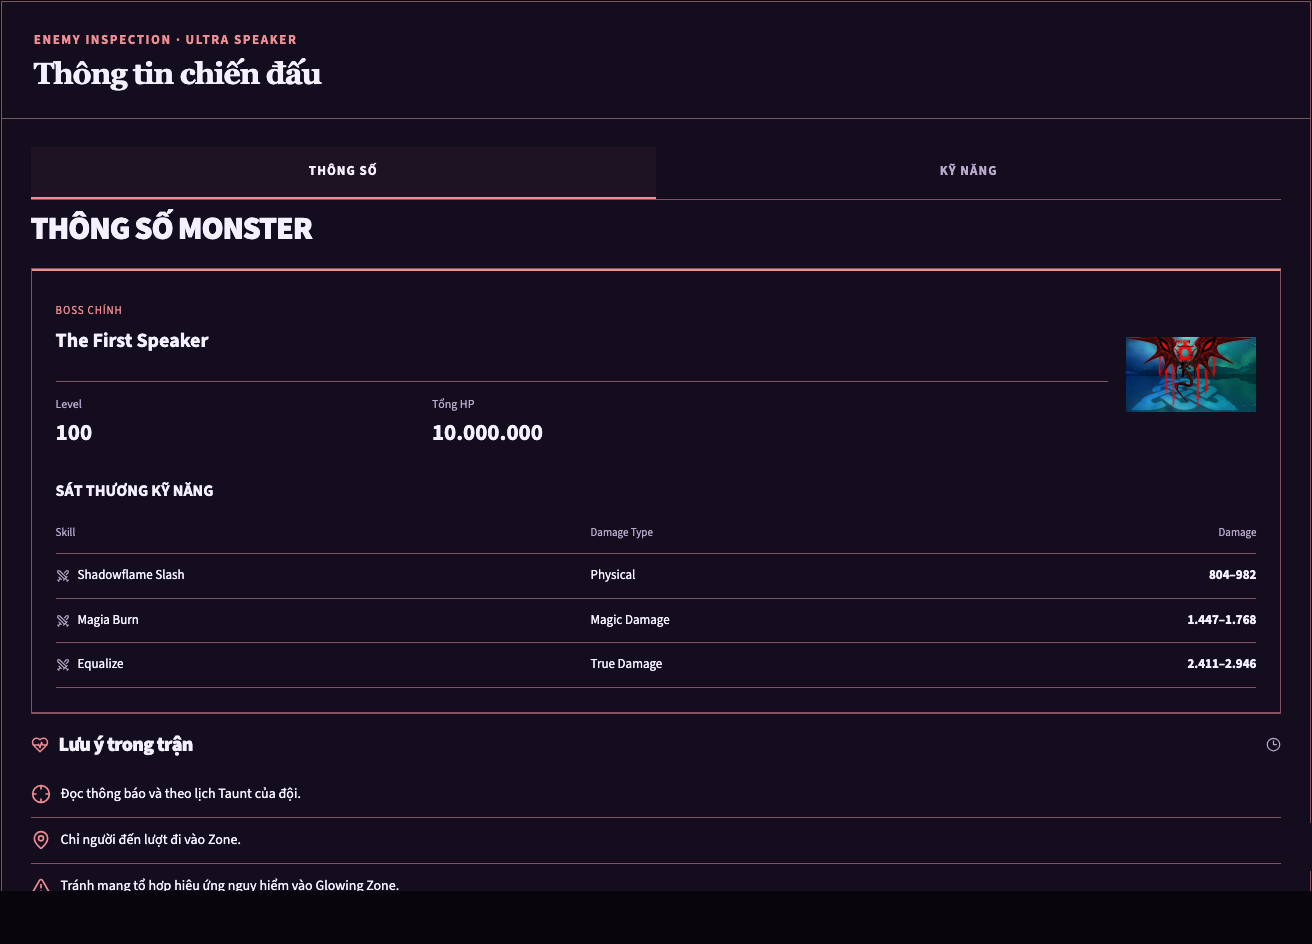 ENEMY INSPECTION · ULTRA SPEAKER
Thông tin chiến đấu
THÔNG SỐ
KỸ NĂNG
THÔNG SỐ MONSTER
BOSS CHÍNH
The First Speaker
Level
Tổng HP
100
10.000.000
SÁT THƯƠNG KỸ NĂNG
Skill Damage Type Damage
Shadowflame Slash Physical 804–982
Magia Burn Magic Damage 1.447–1.768
Equalize True Damage 2.411–2.946
Lưu ý trong trận
Đọc thông báo và theo lịch Taunt của đội.
Chỉ người đến lượt đi vào Zone.
Tránh mang tổ hợp hiệu ứng nguy hiểm vào Glowing Zone.